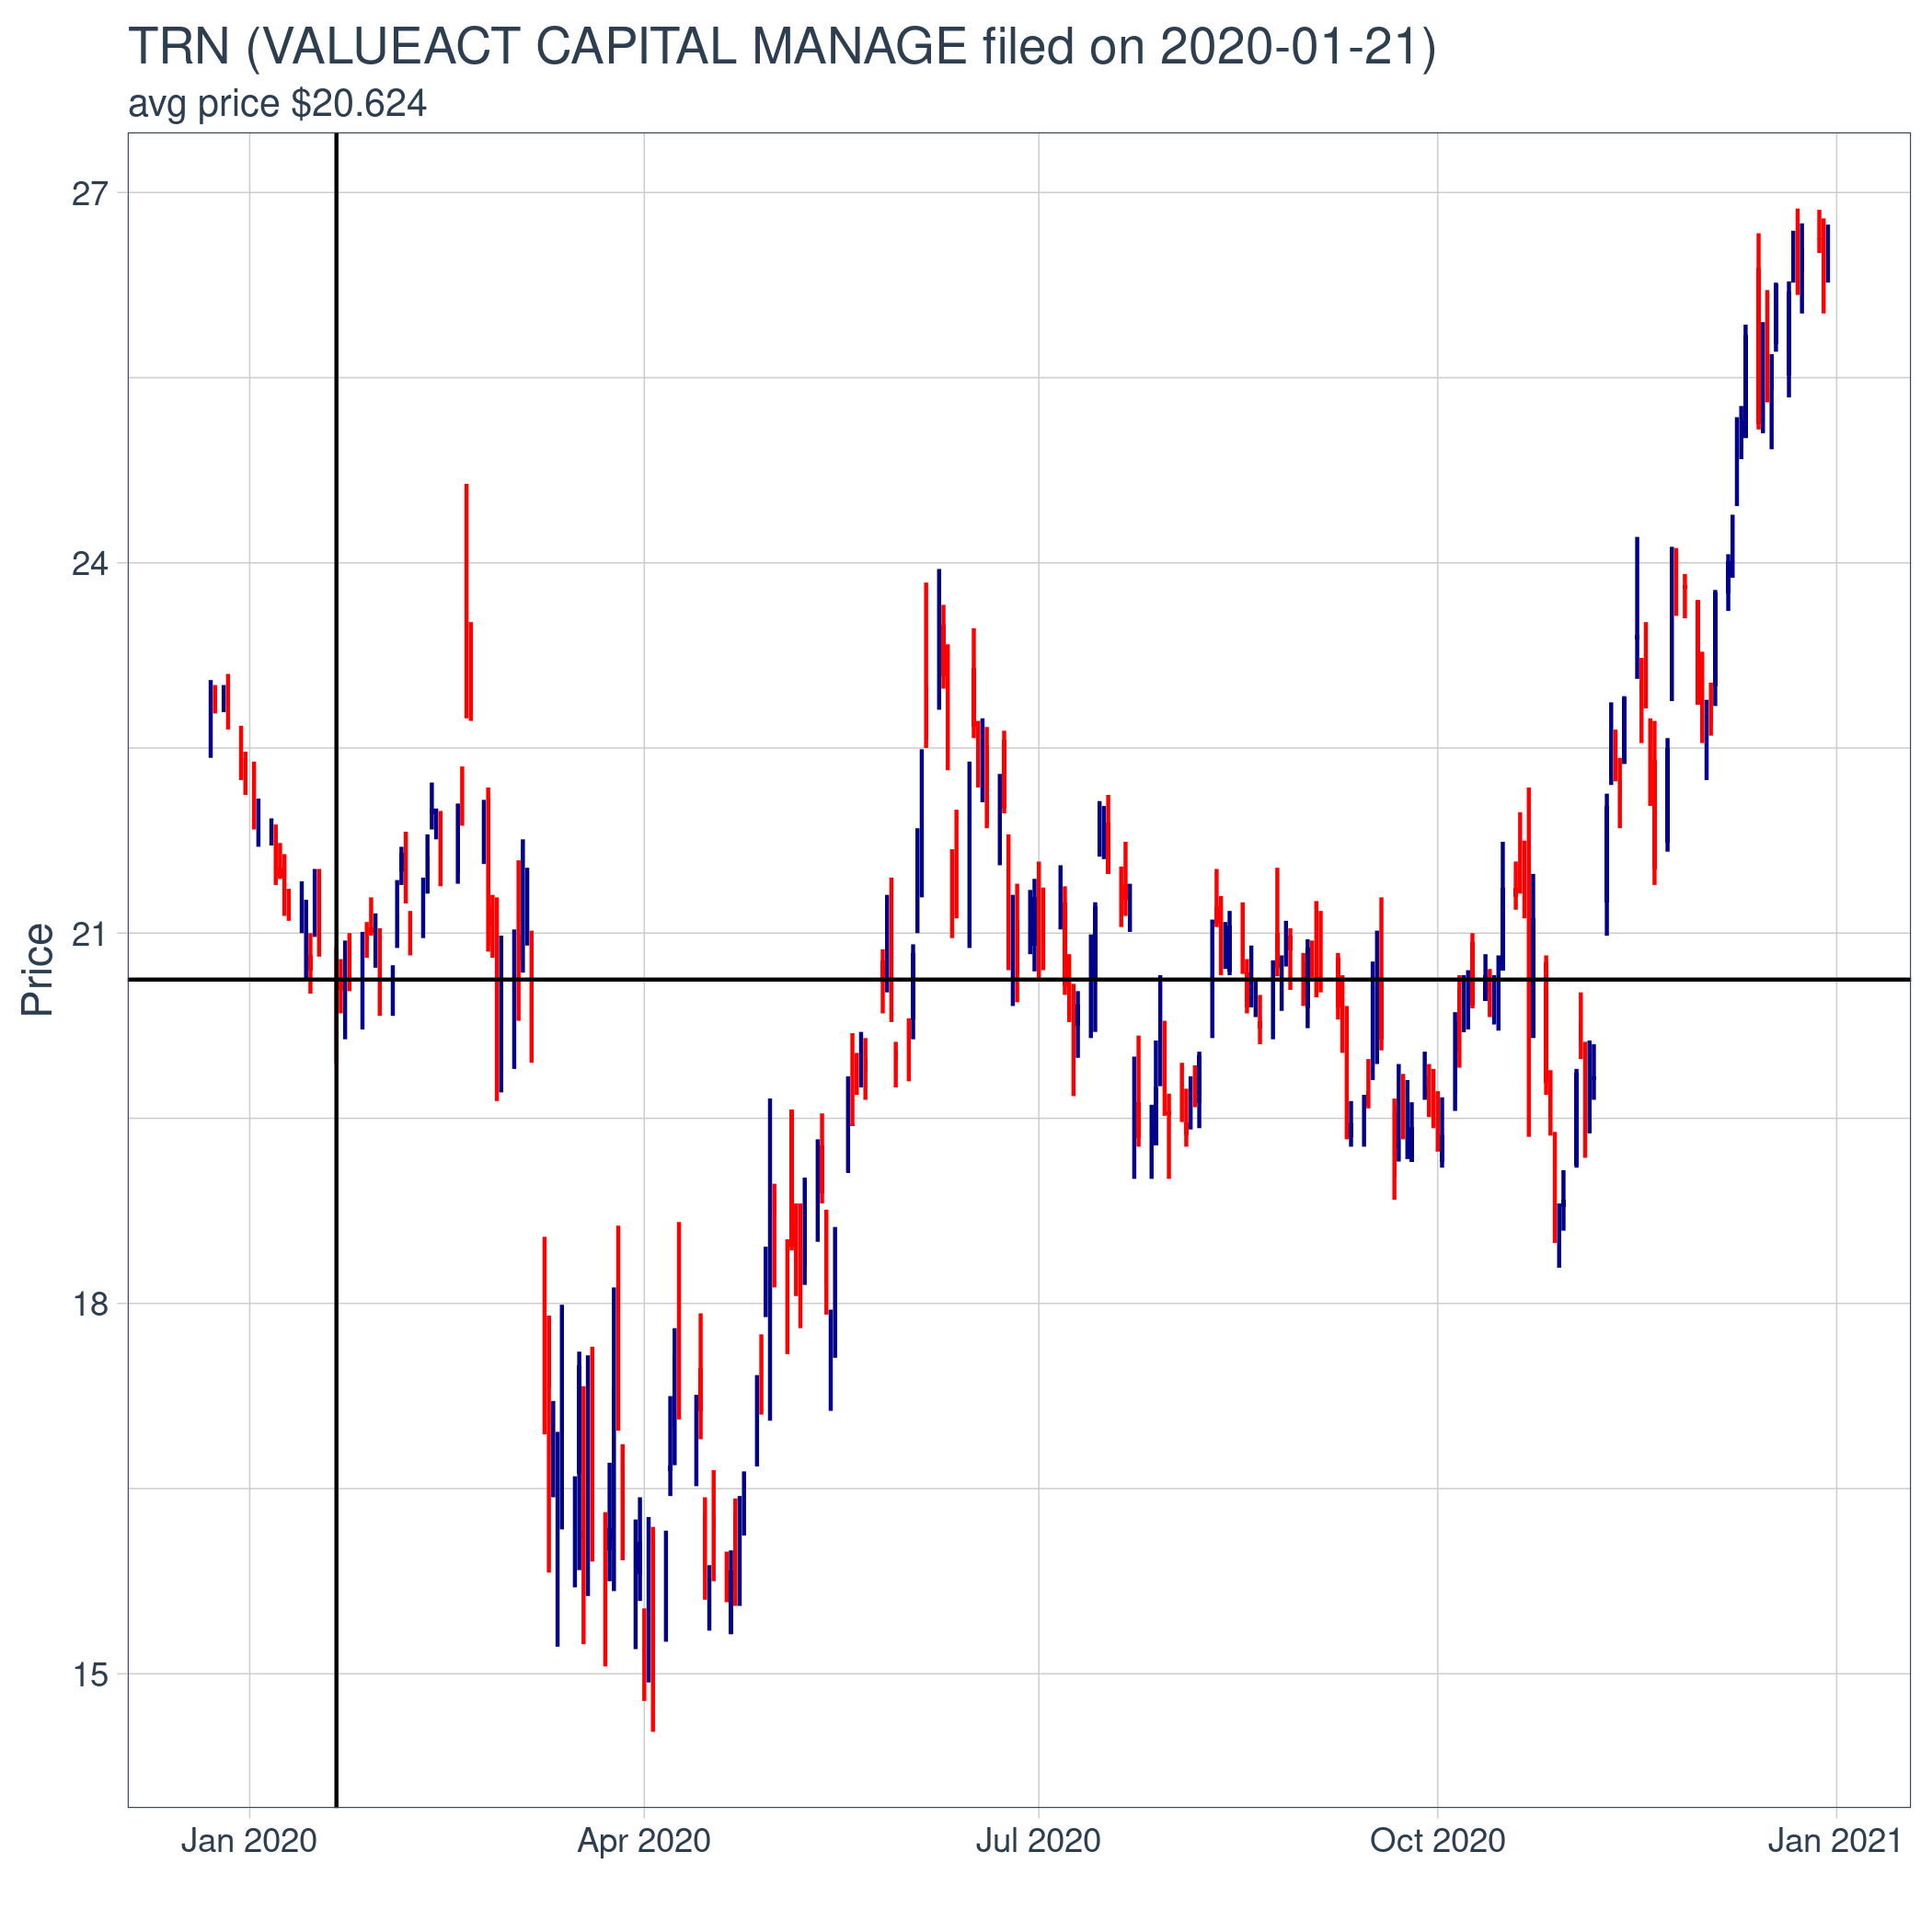 TRN (VALUEACT CAPITAL MANAGE filed on 2020-01-21)
avg price $20.624
27
24
21
18
15
Price
Jan 2020 Apr 2020 Jul 2020 Oct 2020 Jan 2021